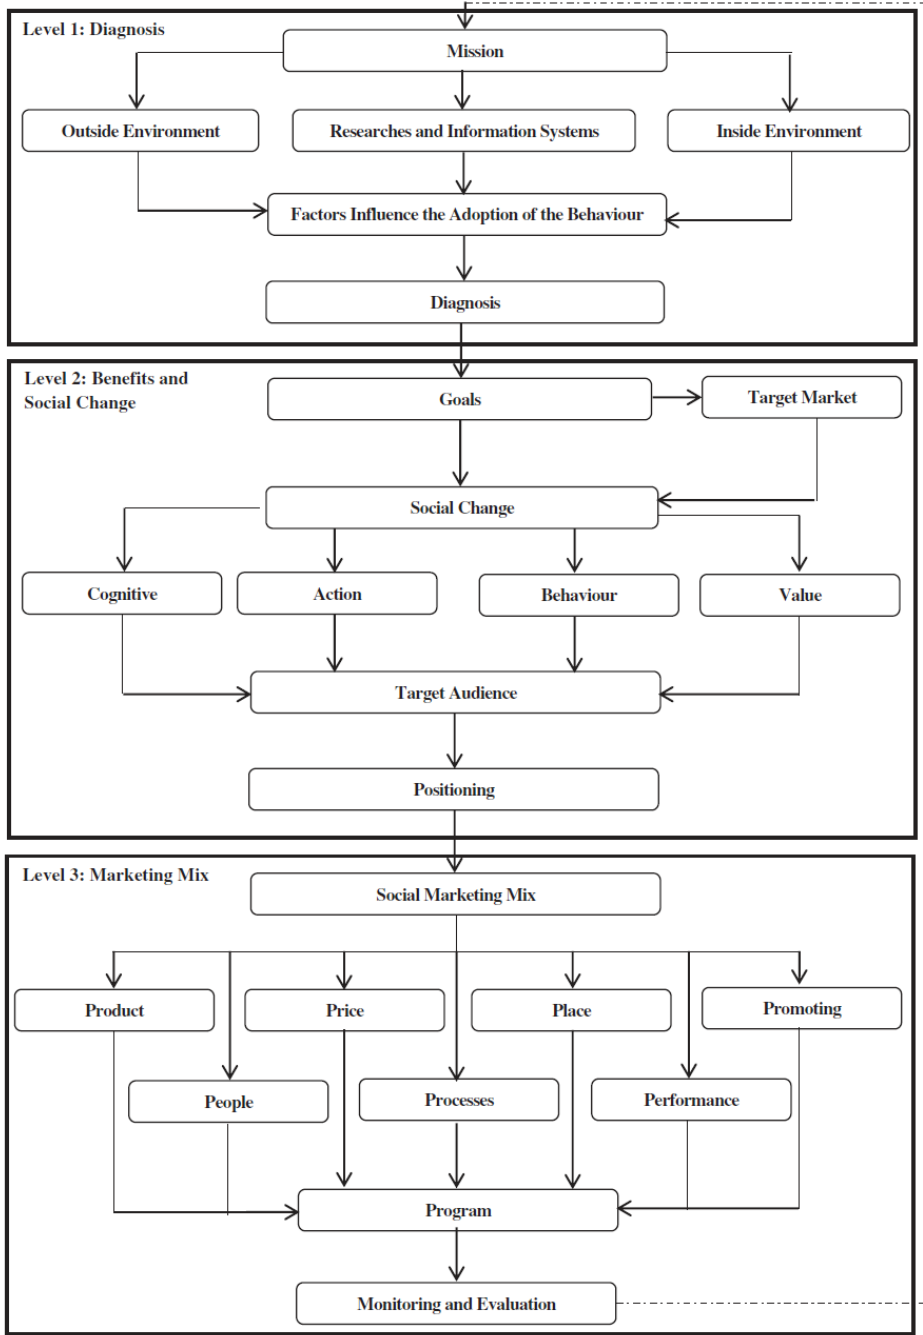 Level 1: Diagnosis
Mission
Outside Environment
Researches and Information Systems
Inside Environment
Factors Influence the Adoption of the Behaviour
Diagnosis
Level 2: Benefits and
Social Change
Goals
Target Market
Social Change
Cognitive
Action
Behaviour
Value
Target Audience
Positioning
Level 3: Marketing Mix
Social Marketing Mix
Product
Price
Place
Promoting
People
Processes
Performance
Program
Monitoring and Evaluation